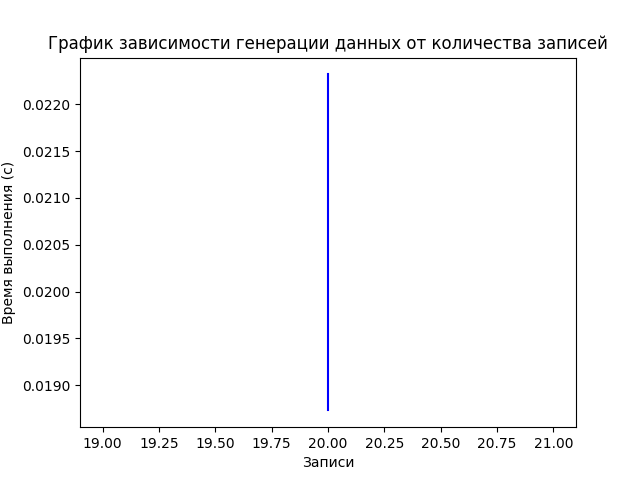 График зависимости генерации данных от количества записей
0.0220
0.0215
0.0210
0.0205
0.0200
0.0195
0.0190
Время выполнения (с)
19.00 19.25 19.50 19.75 20.00 20.25 20.50 20.75 21.00
Записи